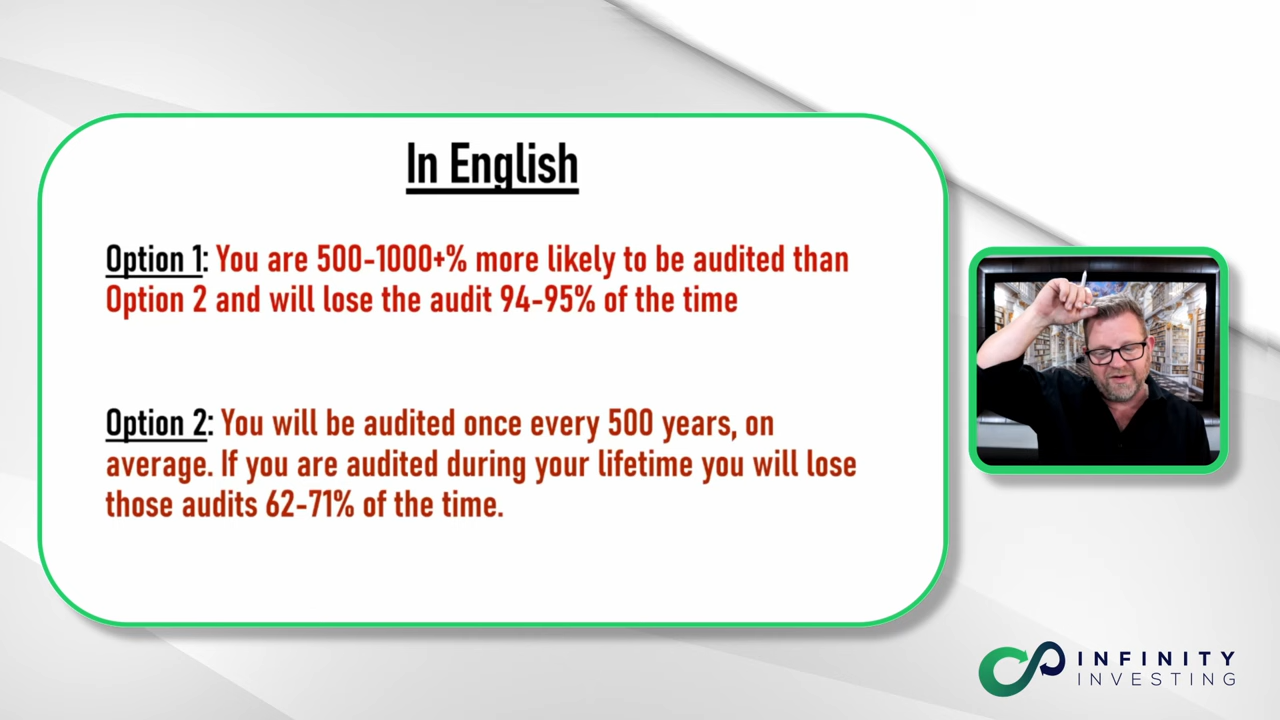 In English
Option 1: You are 500-1000+% more likely to be audited than
Option 2 and will lose the audit 94-95% of the time
Option 2: You will be audited once every 500 years, on
average. If you are audited during your lifetime you will lose
those audits 62-71% of the time.
INFINITY
INVESTING